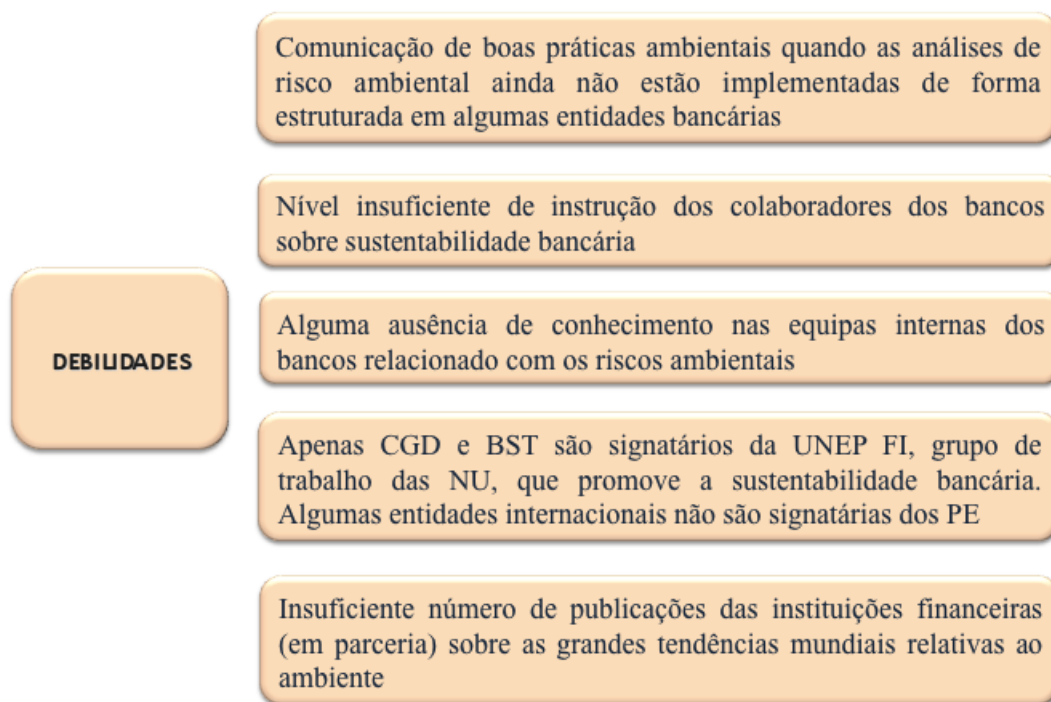 Comunicação de boas práticas ambientais quando as análises de
risco ambiental ainda não estão implementadas de forma
estruturada em algumas entidades bancárias
Nível insuficiente de instrução dos colaboradores dos bancos
sobre sustentabilidade bancária
DEBILIDADES
Alguma ausência de conhecimento nas equipas internas dos
bancos relacionado com os riscos ambientais
Apenas CGD e BST são signatários da UNEP FI, grupo de
trabalho das NU, que promove a sustentabilidade bancária.
Algumas entidades internacionais não são signatárias dos PE
Insuficiente número de publicações das instituições financeiras
(em parceria) sobre as grandes tendências mundiais relativas ao
ambiente